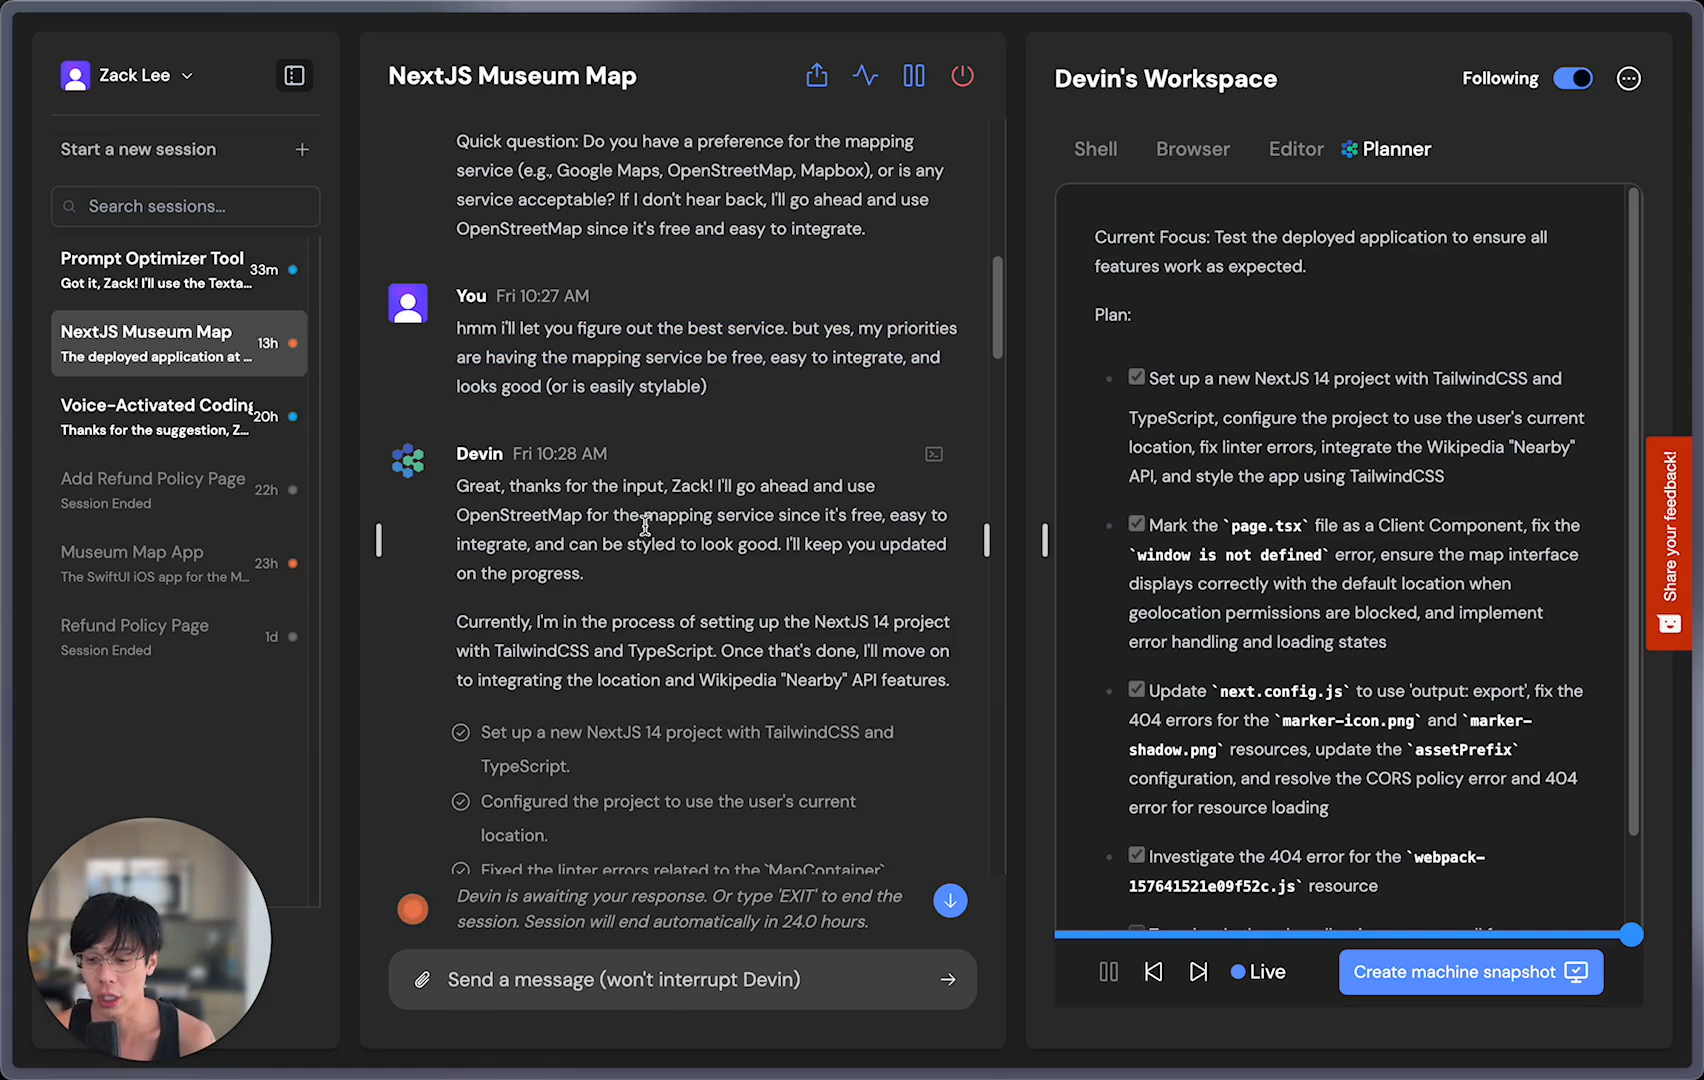 Zack Lee
Start a new session
Search sessions...
Prompt Optimizer Tool
33m
Got it, Zack! I'll use the Texta...
NextJS Museum Map
13h
The deployed application at ...
Voice-Activated Coding
20h
Thanks for the suggestion, Z...
Add Refund Policy Page
22h
Session Ended
Museum Map App
23h
The SwiftUI iOS app for the M...
Refund Policy Page
1d
Session Ended
NextJS Museum Map
Quick question: Do you have a preference for the mapping
service (e.g., Google Maps, OpenStreetMap, Mapbox), or is any
service acceptable? If I don't hear back, I'll go ahead and use
OpenStreetMap since it's free and easy to integrate.
You Fri 10:27 AM
hmm i'll let you figure out the best service. but yes, my priorities
are having the mapping service be free, easy to integrate, and
looks good (or is easily stylable)
Devin Fri 10:28 AM
Great, thanks for the input, Zack! I'll go ahead and use
OpenStreetMap for the mapping service since it's free, easy to
integrate, and can be styled to look good. I'll keep you updated
on the progress.
Currently, I'm in the process of setting up the NextJS 14 project
with TailwindCSS and TypeScript. Once that's done, I'll move on
to integrating the location and Wikipedia "Nearby" API features.
Set up a new NextJS 14 project with TailwindCSS and
TypeScript.
Configured the project to use the user's current
location.
Fixed the linter errors related to the `MapContainer`
Devin is awaiting your response. Or type 'EXIT' to end the
session. Session will end automatically in 24.0 hours.
Send a message (won't interrupt Devin)
Devin's Workspace
Following
Shell
Browser
Editor
Planner
Current Focus: Test the deployed application to ensure all
features work as expected.
Plan:
Set up a new NextJS 14 project with TailwindCSS and
TypeScript, configure the project to use the user's current
location, fix linter errors, integrate the Wikipedia "Nearby"
API, and style the app using TailwindCSS
Mark the `page.tsx` file as a Client Component, fix the
`window is not defined` error, ensure the map interface
displays correctly with the default location when
geolocation permissions are blocked, and implement
error handling and loading states
Update `next.config.js` to use 'output: export', fix the
404 errors for the `marker-icon.png` and `marker-
shadow.png` resources, update the `assetPrefix`
configuration, and resolve the CORS policy error and 404
error for resource loading
Investigate the 404 error for the `webpack-
157641521e09f52c.js` resource
Live
Create machine snapshot
Share your feedback!